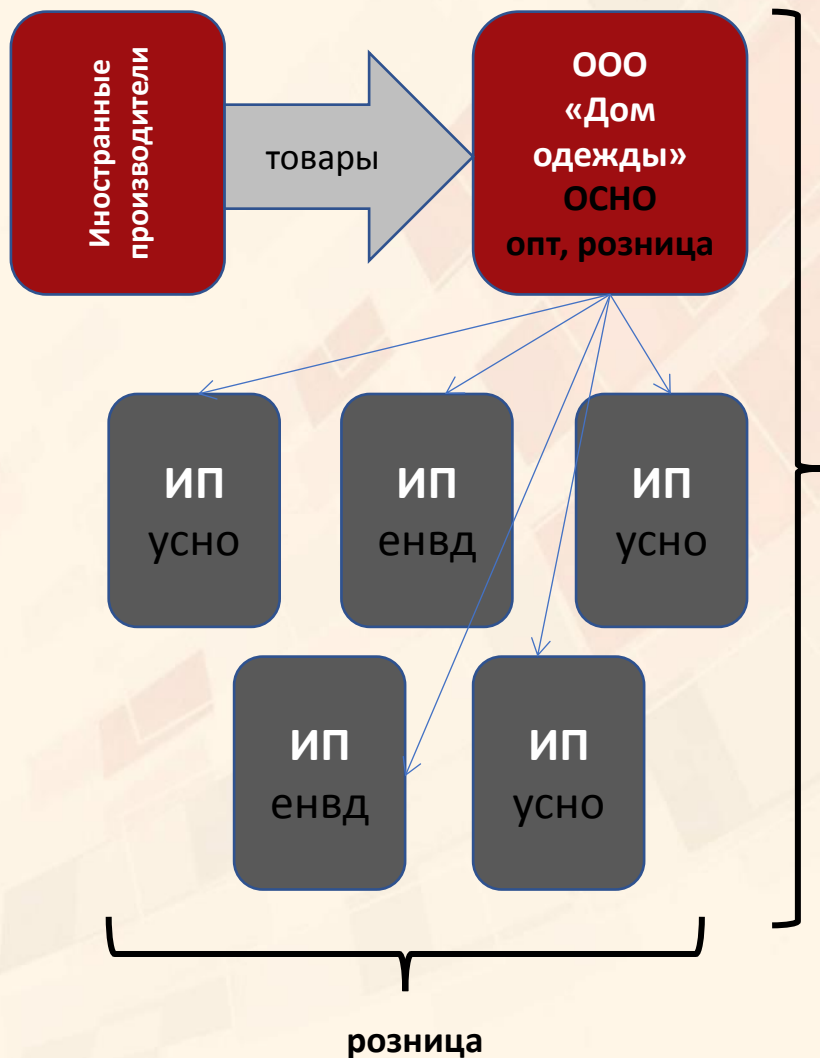 Иностранные
производители
товары
ООО
«Дом
одежды»
ОСНО
опт, розница
ИП
усно
ИП
енвд
ИП
усно
ИП
енвд
ИП
усно
розница